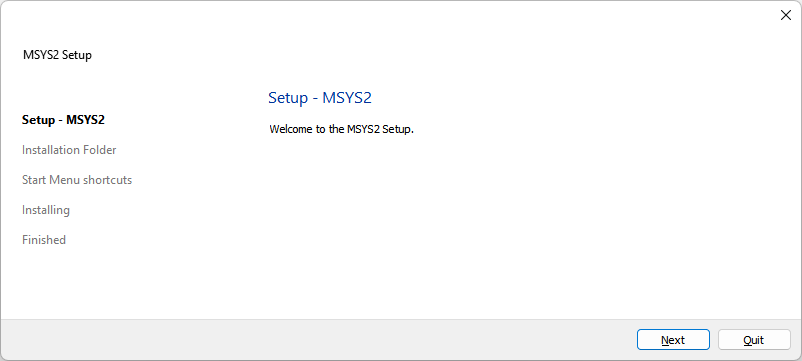 MSYS2 Setup
Setup - MSYS2
Installation Folder
Start Menu shortcuts
Installing
Finished
Setup - MSYS2
Welcome to the MSYS2 Setup.
Next
Quit